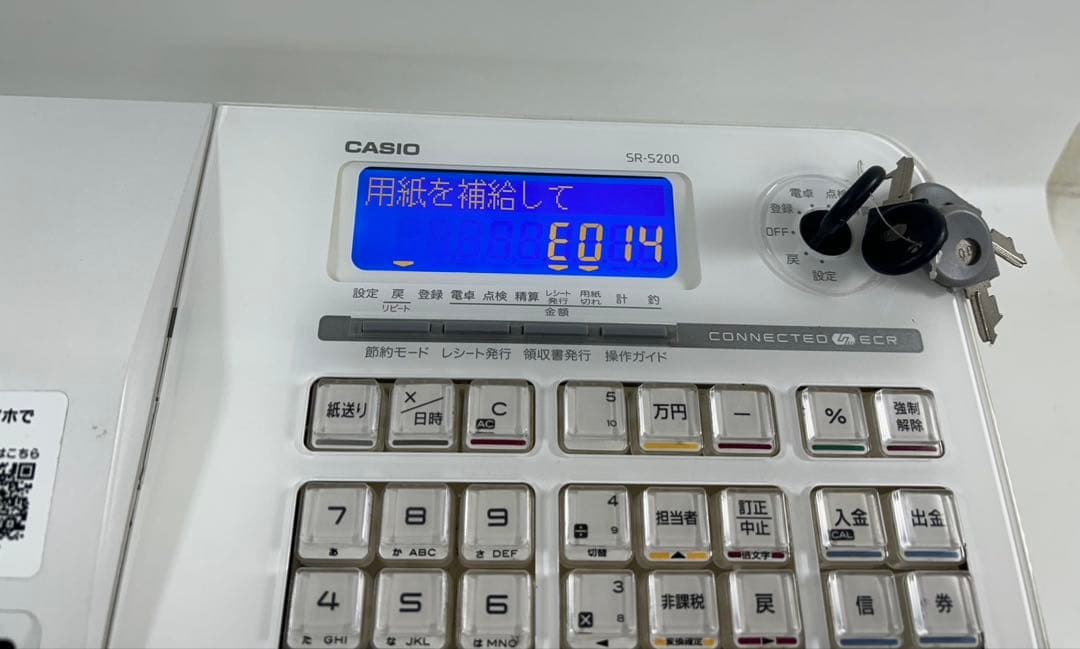 CASIO
SR-S200
用紙を補給して
E014
設定 戻 登録 電卓 点検 精算 レシート発行 用紙切れ 計 釣
リピート
金額
CONNECTED ECR
節約モード レシート発行 領収書発行 操作ガイド
電卓 点検
登録
OFF
戻
設定
紙送り
×/日時
C
AC
5
10
万円
－
%
強制
解除
7
あ
8
か ABC
9
さ DEF
4
9
切替
担当者
訂正
中止
倍文字
入金
CAL
出金
4
た GHI
5
な JKL
6
は MNO
3
8
非課税
戻
信
券
ホで
はこちら